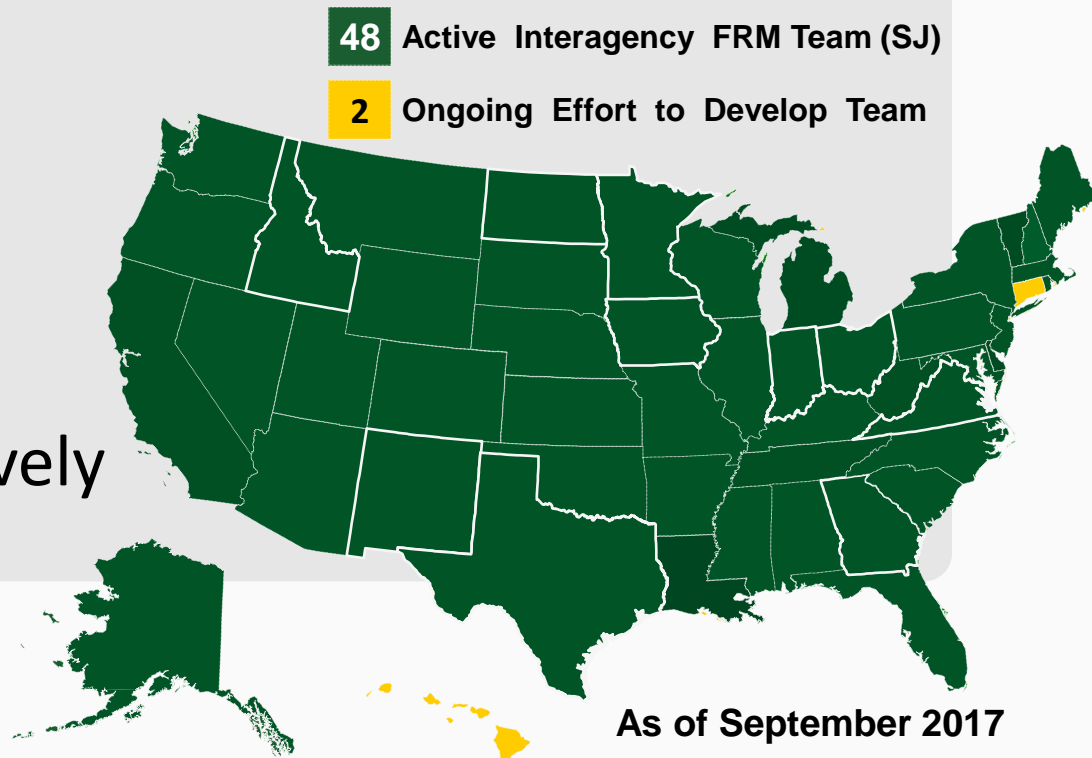 48 Active Interagency FRM Team (SJ)
2 Ongoing Effort to Develop Team
vely
As of September 2017